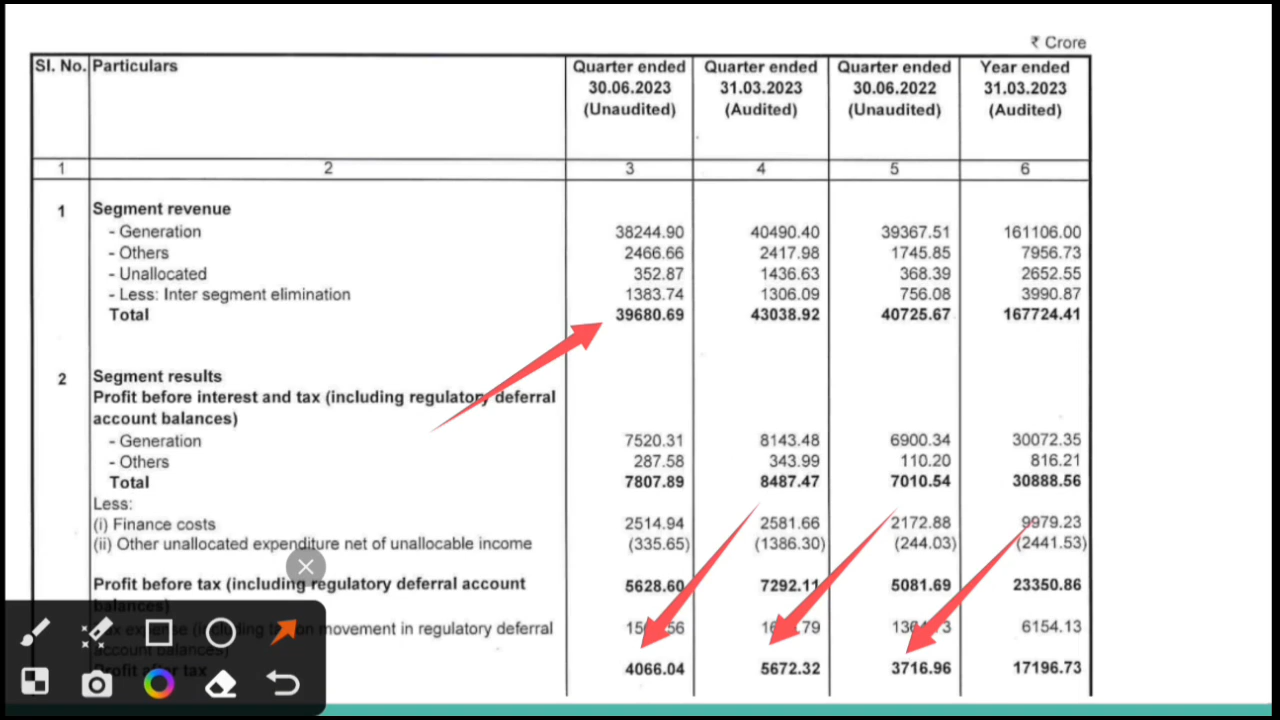 ₹ Crore
Sl. No. Particulars Quarter ended 30.06.2023 (Unaudited) Quarter ended 31.03.2023 (Audited) Quarter ended 30.06.2022 (Unaudited) Year ended 31.03.2023 (Audited)
1 2 3 4 5 6
1 Segment revenue
- Generation 38244.90 40490.40 39367.51 161106.00
- Others 2466.66 2417.98 1745.85 7956.73
- Unallocated 352.87 1436.63 368.39 2652.55
- Less: Inter segment elimination 1383.74 1306.09 756.08 3990.87
Total 39680.69 43038.92 40725.67 167724.41
2 Segment results
Profit before interest and tax (including regulatory deferral
account balances)
- Generation 7520.31 8143.48 6900.34 30072.35
- Others 287.58 343.99 110.20 816.21
Total 7807.89 8487.47 7010.54 30888.56
Less:
(i) Finance costs 2514.94 2581.66 2172.88 9979.23
(ii) Other unallocated expenditure net of unallocable income (335.65) (1386.30) (244.03) (2441.53)
Profit before tax (including regulatory deferral account 5628.60 7292.11 5081.69 23350.86
balances)
movement in regulatory deferral 6154.13
account balances)
Profit after tax 4066.04 5672.32 3716.96 17196.73